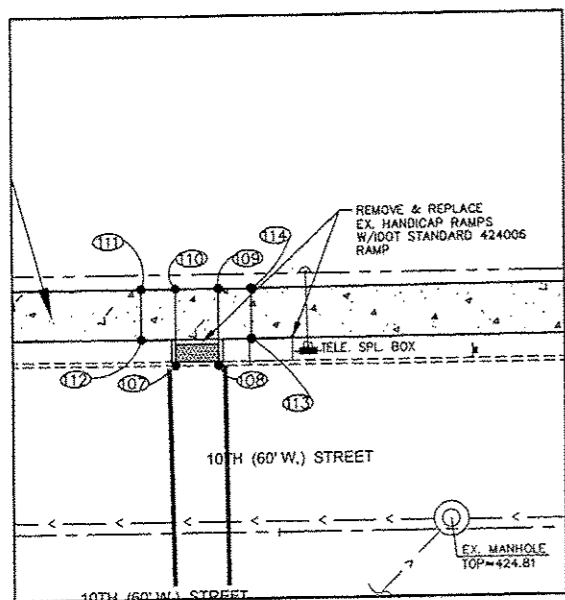 REMOVE & REPLACE
EX. HANDICAP RAMPS
W/IDOT STANDARD 424006
RAMP
111
110
109
114
TELE. SPL. BOX
112
107
108
113
10TH (60' W.) STREET
EX. MANHOLE
TOP=424.81
10TH (60' W.) STREET